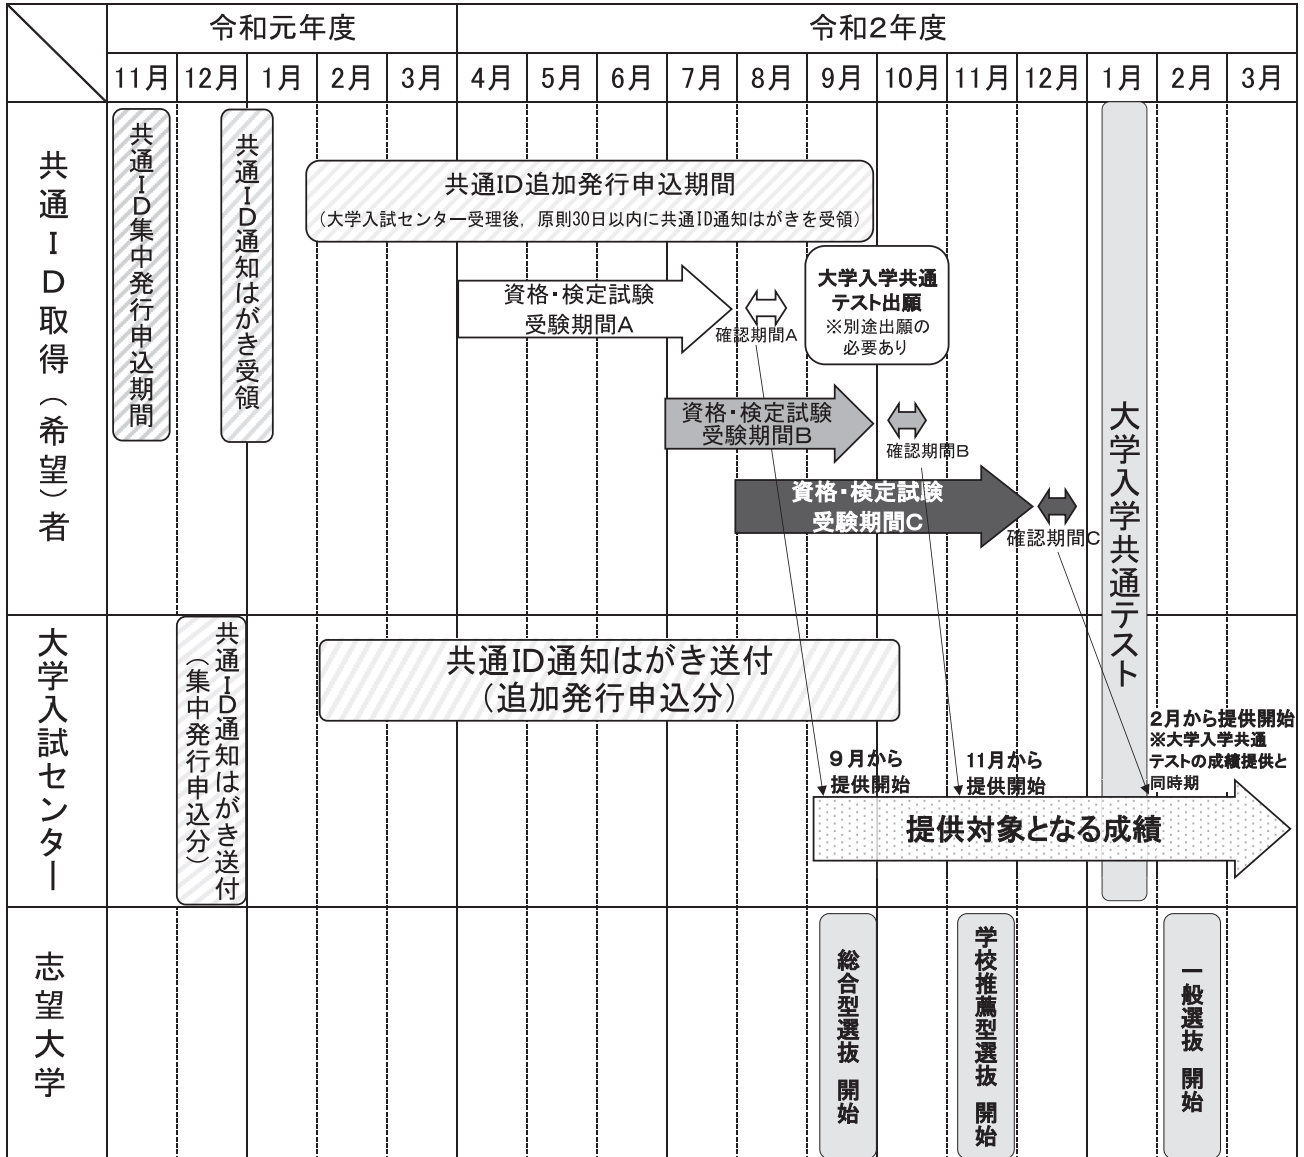 令和元年度
令和２年度
11月
12月
1月
2月
3月
4月
5月
6月
7月
8月
9月
10月
11月
12月
1月
2月
3月
共通ＩＤ取得（希望）者
共通ＩＤ集中発行申込期間
共通ＩＤ通知はがき受領
共通ID追加発行申込期間
（大学入試センター受理後，原則30日以内に共通ID通知はがきを受領）
資格・検定試験
受験期間A
確認期間A
大学入学共通
テスト出願
※別途出願の
必要あり
資格・検定試験
受験期間B
確認期間B
資格・検定試験
受験期間C
確認期間C
大学入学共通テスト
大学入試センター
共通ＩＤ通知はがき送付
（集中発行申込分）
共通ID通知はがき送付
（追加発行申込分）
９月から
提供開始
11月から
提供開始
2月から提供開始
※大学入学共通
テストの成績提供と
同時期
提供対象となる成績
志望大学
総合型選抜 開始
学校推薦型選抜 開始
一般選抜 開始